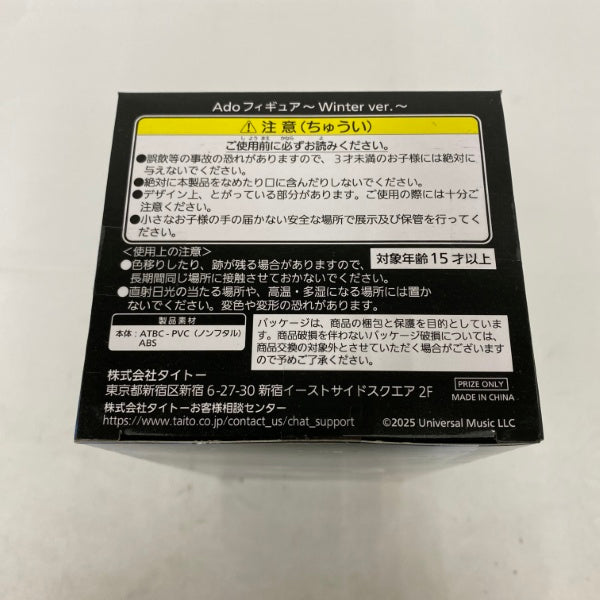 Adoフィギュア～Winter ver.～
⚠注意(ちゅうい)
しようまえ かなら よ
ご使用前に必ずお読みください。
●誤飲等の事故の恐れがありますので、3才未満のお子様には絶対に
与えないでください。
●絶対に本製品をなめたり口に含んだりしないでください。
●デザイン上、とがっている部分があります。ご使用の際には十分ご
注意ください。
●小さなお子様の手の届かない安全な場所で展示及び保管を行ってく
ださい。
＜使用上の注意＞
●色移りしたり、跡が残る場合がありますので、
長期間同じ場所に接触させておかないでください。
対象年齢15才以上
●直射日光の当たる場所や、高温・多湿になる場所には置か
ないでください。変色や変形の恐れがあります。
製品素材
本体：ATBC-PVC（ノンフタル）
ABS
パッケージは、商品の梱包と保護を目的としていま
す。商品破損を伴わないパッケージ破損については、
商品交換の対象外とさせていただく場合がございます
ので予めご了承ください。
株式会社タイトー
東京都新宿区新宿 6-27-30 新宿イーストサイドスクエア 2F
株式会社タイトーお客様相談センター
https://www.taito.co.jp/contact_us/chat_support
PRIZE ONLY
MADE IN CHINA
©2025 Universal Music LLC